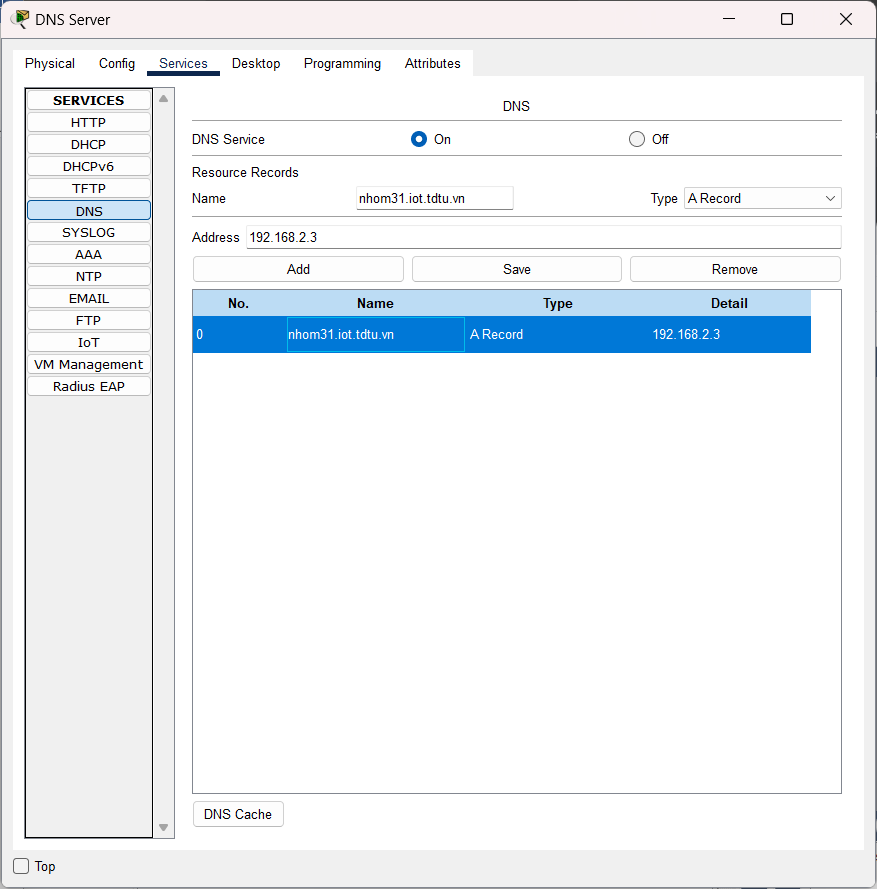 DNS Server
Physical Config Services Desktop Programming Attributes
SERVICES
HTTP
DHCP
DHCPv6
TFTP
DNS
SYSLOG
AAA
NTP
EMAIL
FTP
IoT
VM Management
Radius EAP
DNS
DNS Service On Off
Resource Records
Name nhom31.iot.tdtu.vn Type A Record
Address 192.168.2.3
Add Save Remove
No. Name Type Detail
0 nhom31.iot.tdtu.vn A Record 192.168.2.3
DNS Cache
Top